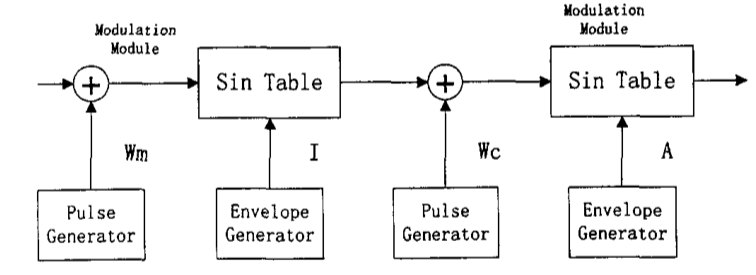 Modulation
Module
Modulation
Module
Sin Table
Sin Table
+
+
Wm
I
Wc
A
Pulse
Generator
Envelope
Generator
Pulse
Generator
Envelope
Generator